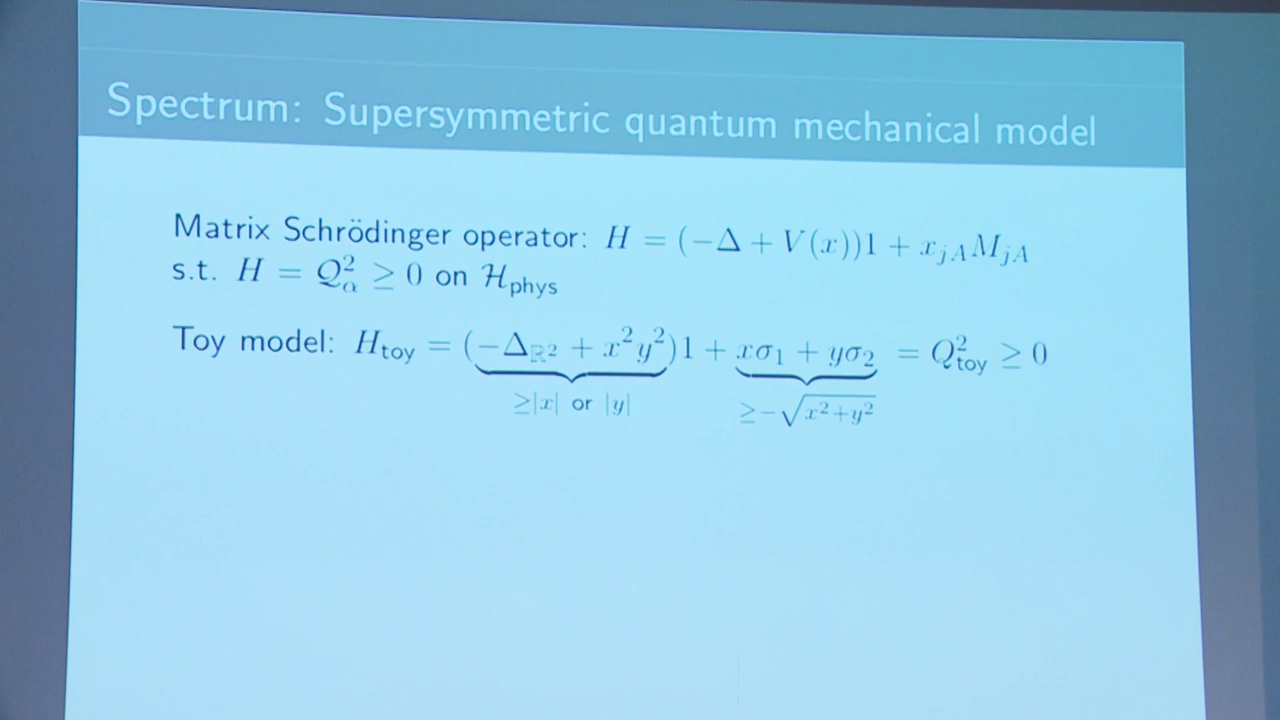 Spectrum: Supersymmetric quantum mechanical model
Matrix Schrödinger operator: H = (−Δ + V(x))1 + x_{jA}M_{jA}
s.t. H = Q_α^2 ≥ 0 on ℋ_phys
Toy model: H_toy = (−Δ_{ℝ^2} + x^2y^2)1 + xσ_1 + yσ_2 = Q_toy^2 ≥ 0
≥|x| or |y| ≥−√(x^2+y^2)